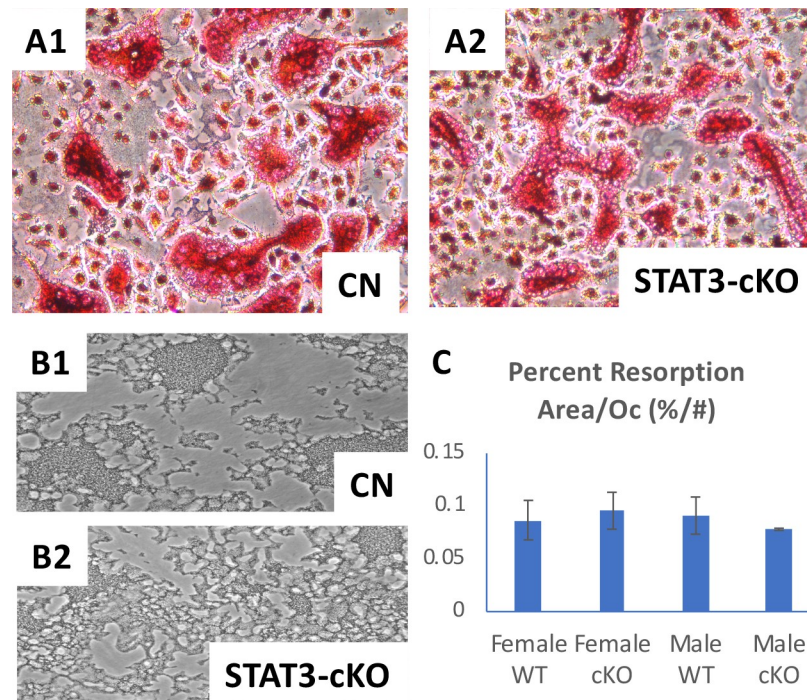 A1
CN
A2
STAT3-cKO
B1
CN
B2
STAT3-cKO
C
Percent Resorption
Area/Oc (%/#)
0.15
0.1
0.05
0
Female Female Male Male
WT cKO WT cKO